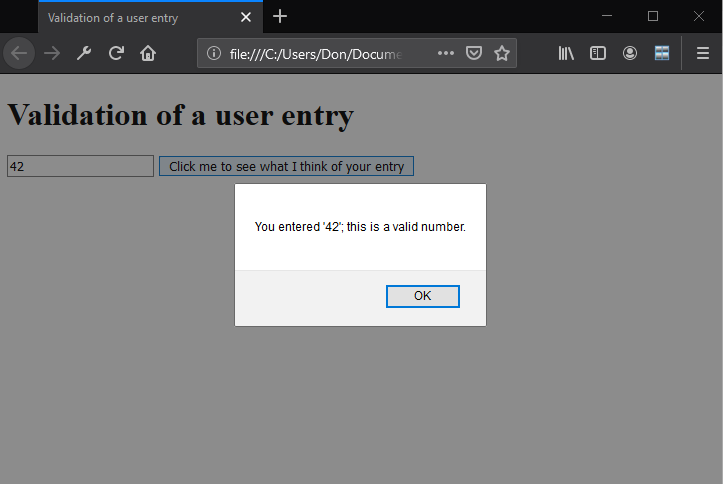 Validation of a user entry
file:///C:/Users/Don/Docume
Validation of a user entry
42
Click me to see what I think of your entry
You entered '42'; this is a valid number.
OK